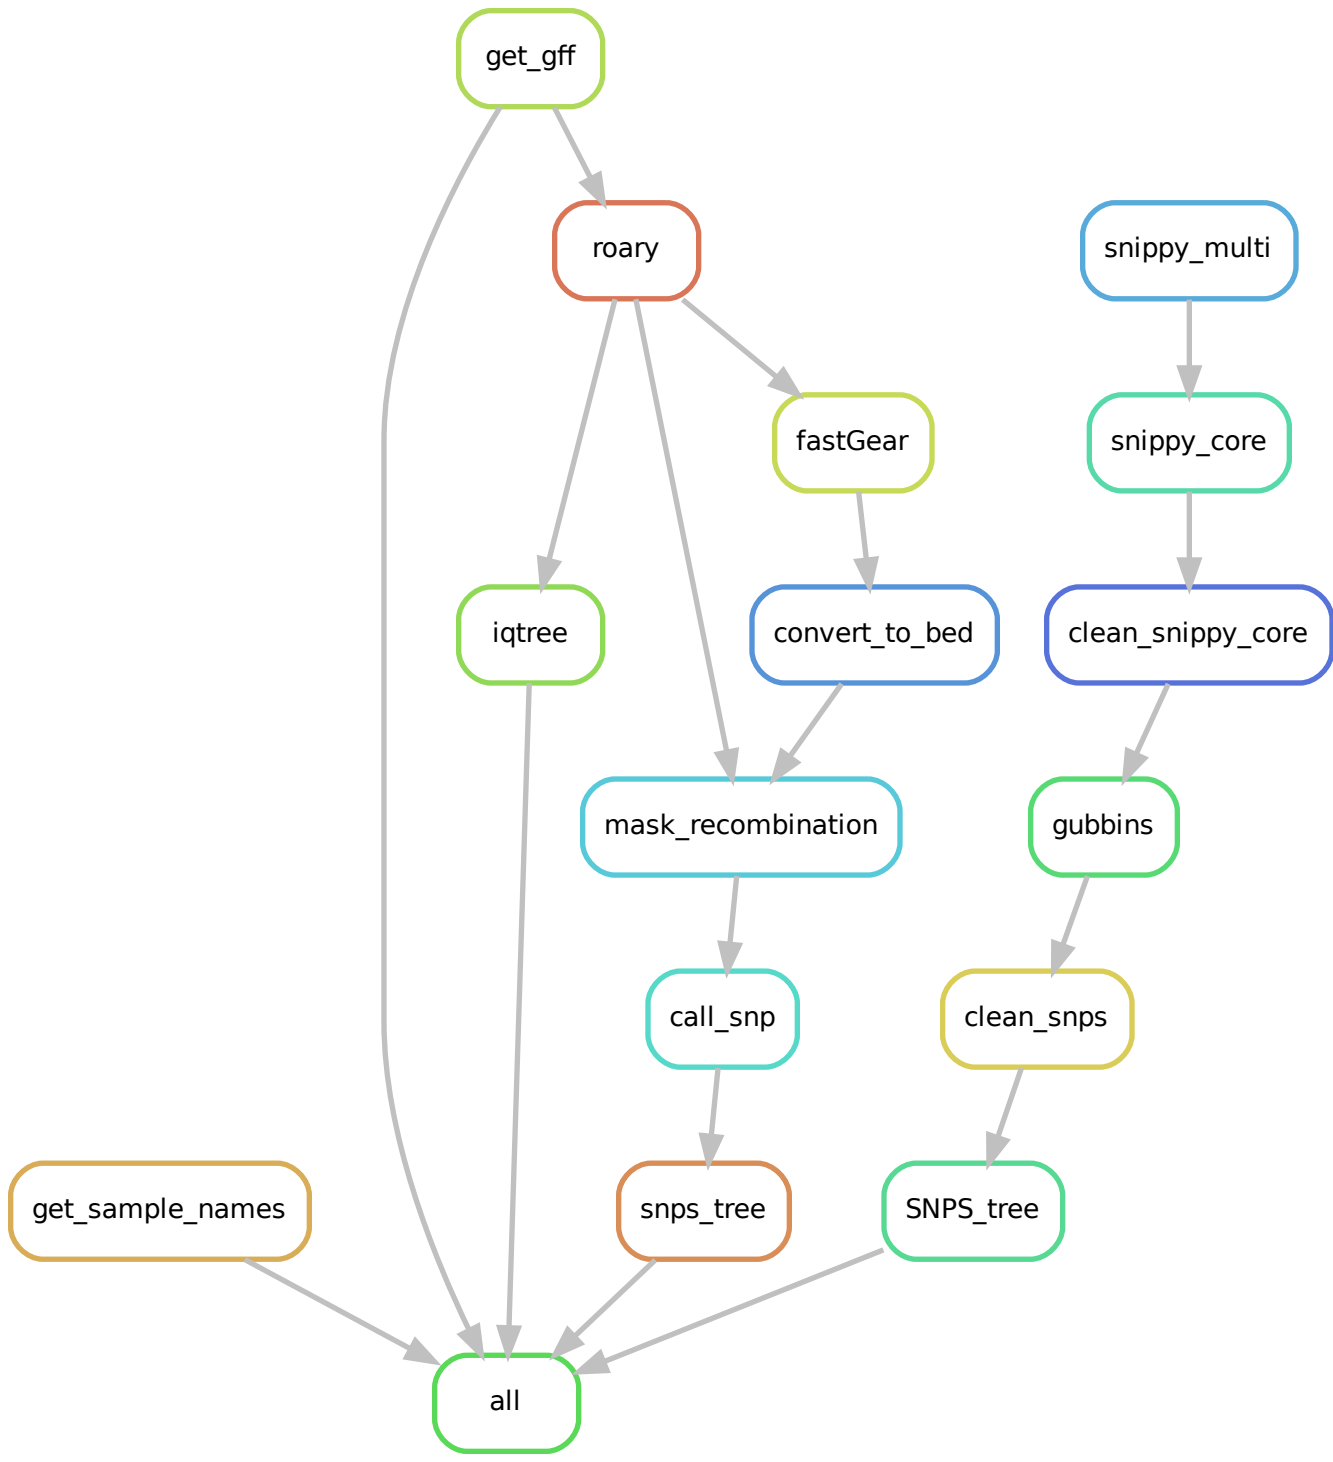 get_gff
roary
snippy_multi
fastGear
snippy_core
iqtree
convert_to_bed
clean_snippy_core
mask_recombination
gubbins
call_snp
clean_snps
get_sample_names
snps_tree
SNPS_tree
all